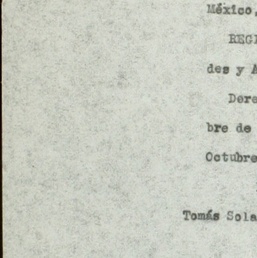 México,
REGI
des y A
Dere
bre de
Octubre
Tomás Sola